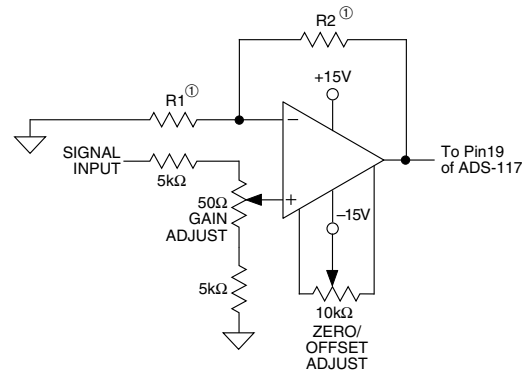 R2①
+15V
R1①
−
SIGNAL
INPUT
To Pin19
of ADS-117
5kΩ
50Ω
GAIN
ADJUST
+
–15V
5kΩ
10kΩ
ZERO/
OFFSET
ADJUST